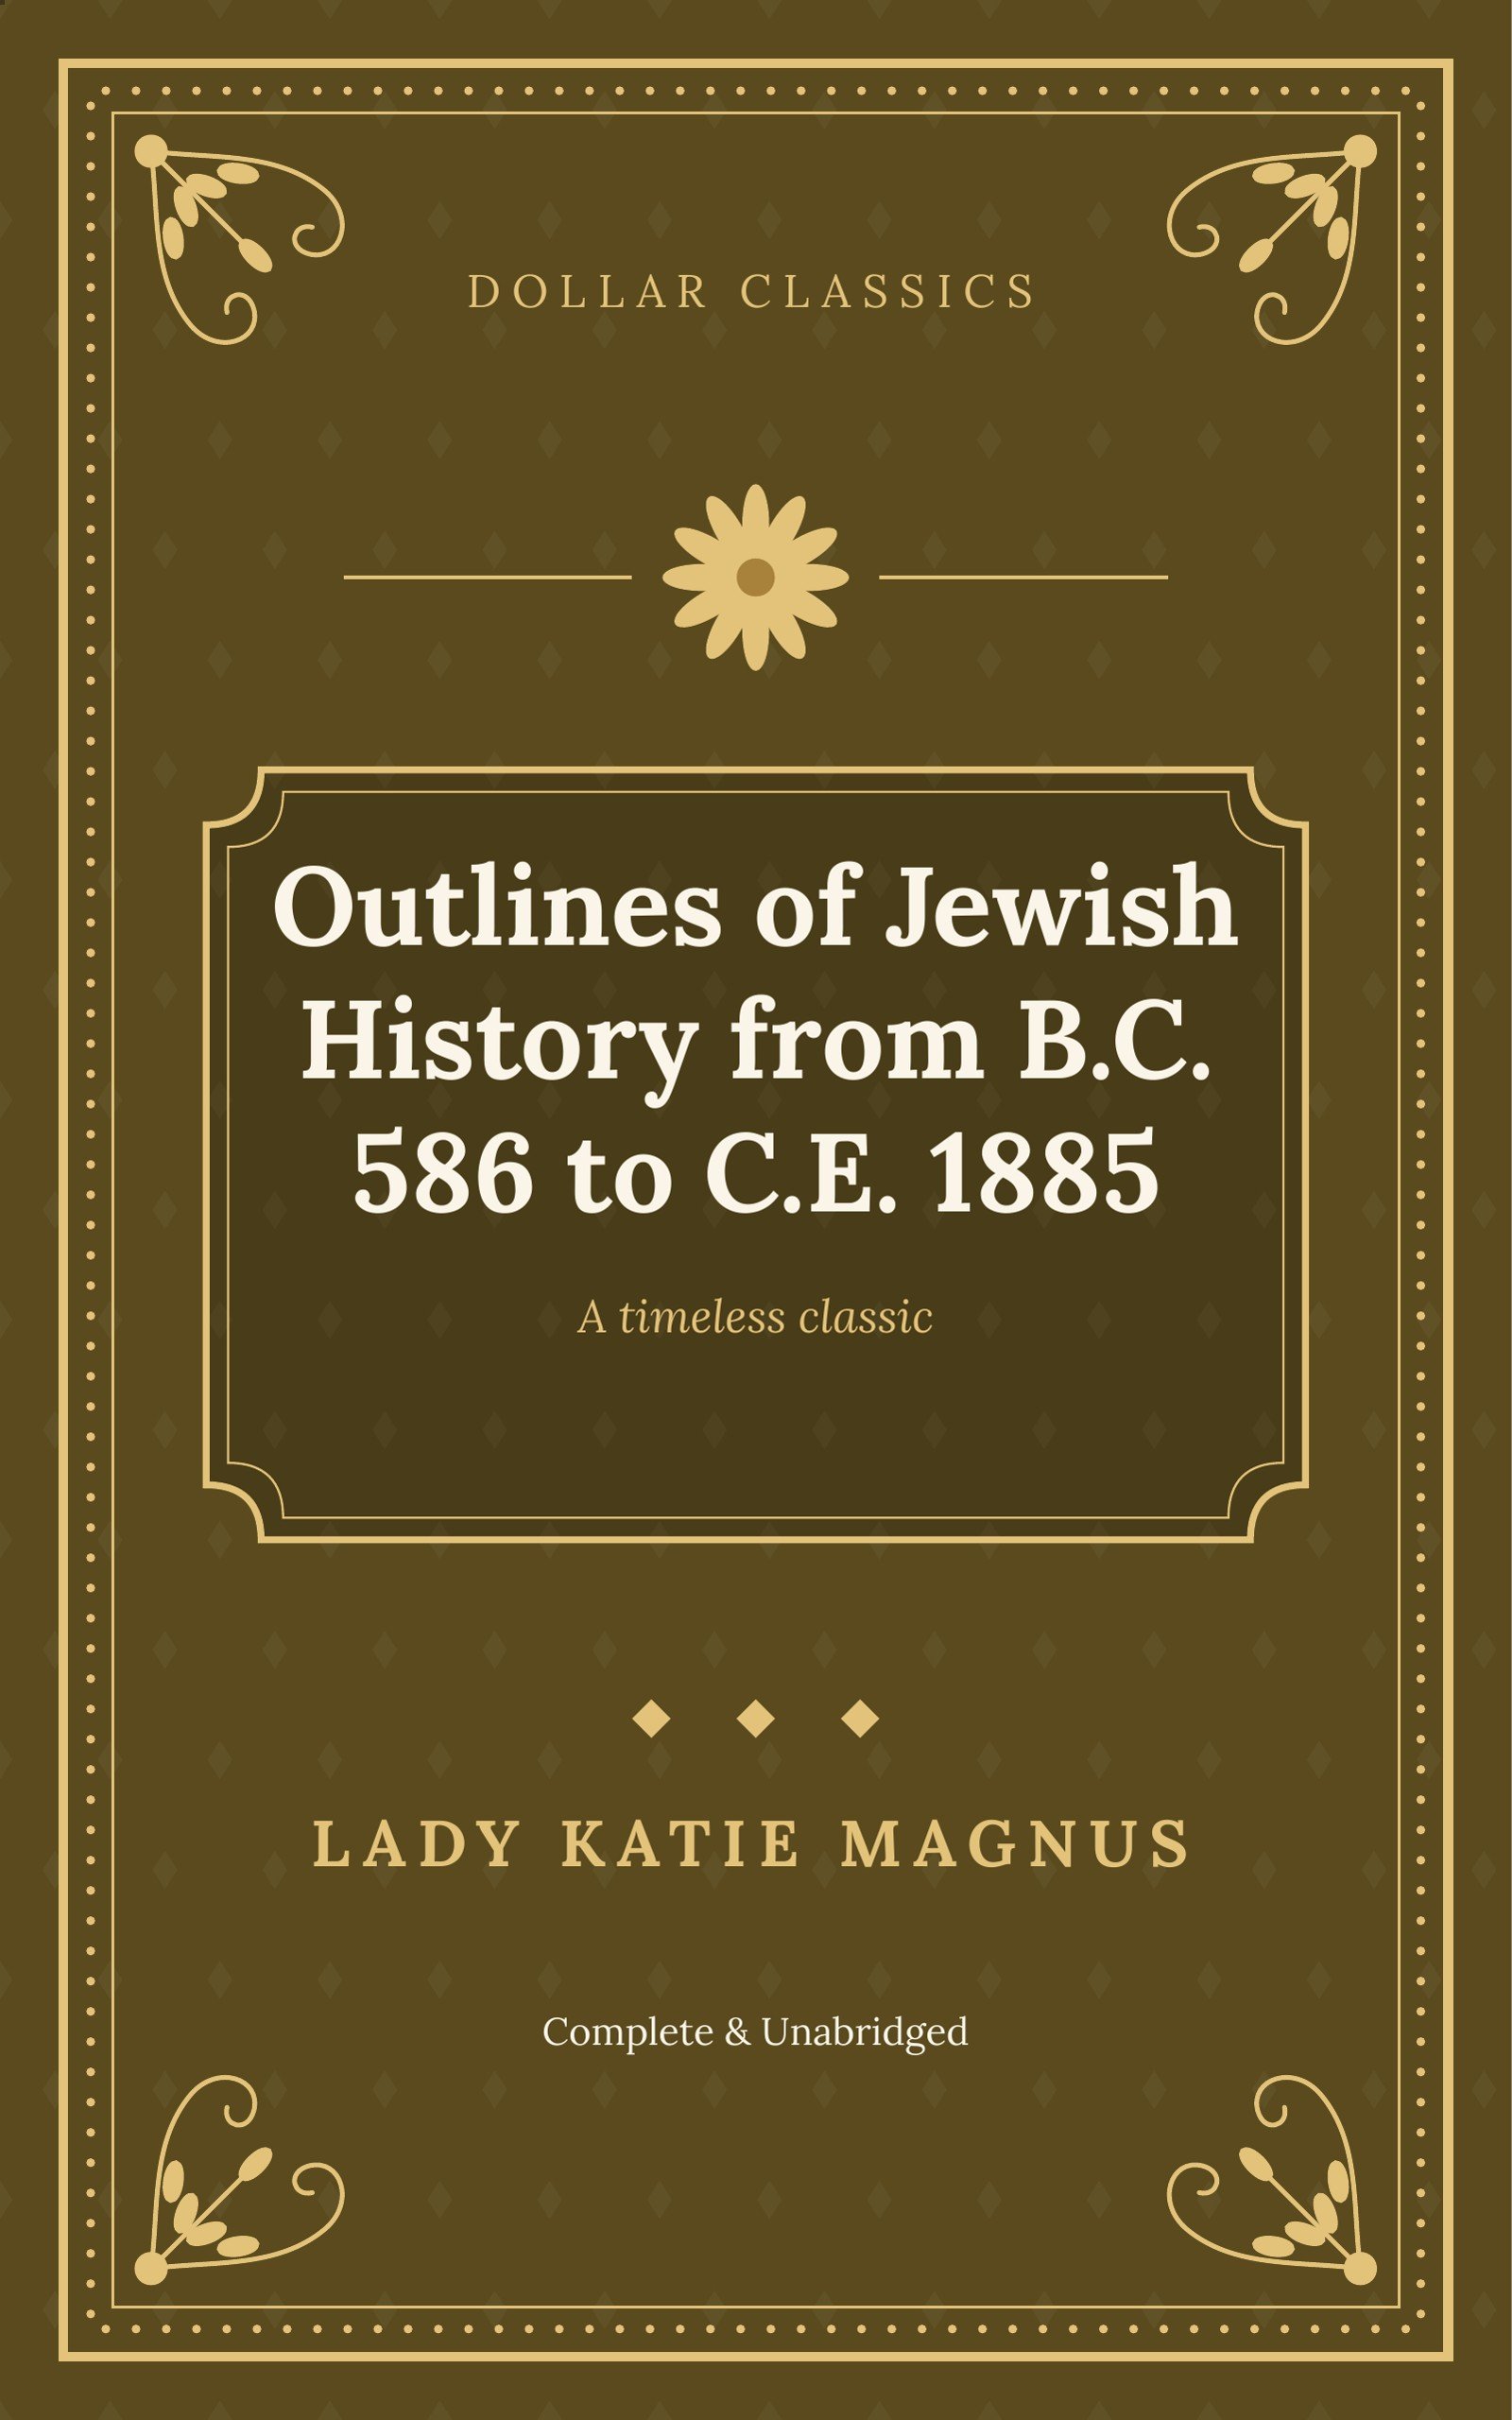 DOLLAR CLASSICS
Outlines of Jewish
History from B.C.
586 to C.E. 1885
A timeless classic
LADY KATIE MAGNUS
Complete & Unabridged